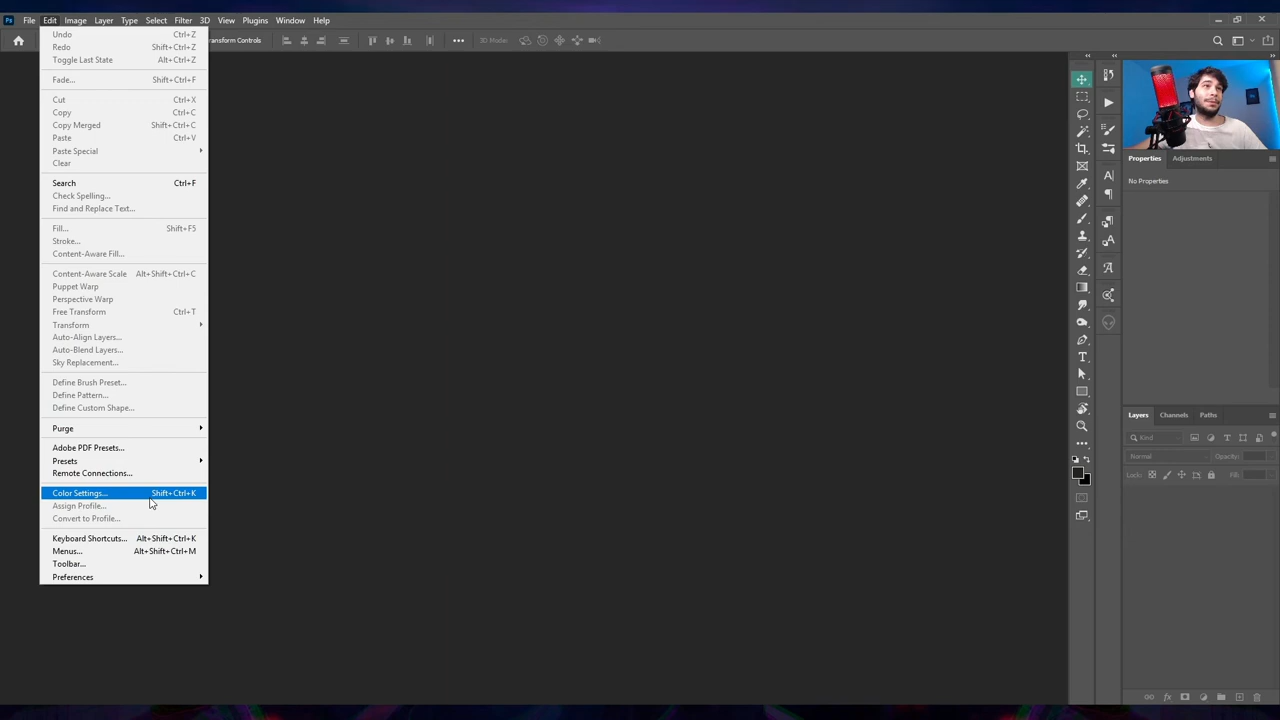 Ps File Edit Image Layer Type Select Filter 3D View Plugins Window Help
ransform Controls
3D Mode:
Undo Ctrl+Z
Redo Shift+Ctrl+Z
Toggle Last State Alt+Ctrl+Z
Fade... Shift+Ctrl+F
Cut Ctrl+X
Copy Ctrl+C
Copy Merged Shift+Ctrl+C
Paste Ctrl+V
Paste Special
Clear
Search Ctrl+F
Check Spelling...
Find and Replace Text...
Fill... Shift+F5
Stroke...
Content-Aware Fill...
Content-Aware Scale Alt+Shift+Ctrl+C
Puppet Warp
Perspective Warp
Free Transform Ctrl+T
Transform
Auto-Align Layers...
Auto-Blend Layers...
Sky Replacement...
Define Brush Preset...
Define Pattern...
Define Custom Shape...
Purge
Adobe PDF Presets...
Presets
Remote Connections...
Color Settings... Shift+Ctrl+K
Assign Profile...
Convert to Profile...
Keyboard Shortcuts... Alt+Shift+Ctrl+K
Menus... Alt+Shift+Ctrl+M
Toolbar...
Preferences
Properties Adjustments
No Properties
Layers Channels Paths
Kind
Normal Opacity:
Lock: Fill: